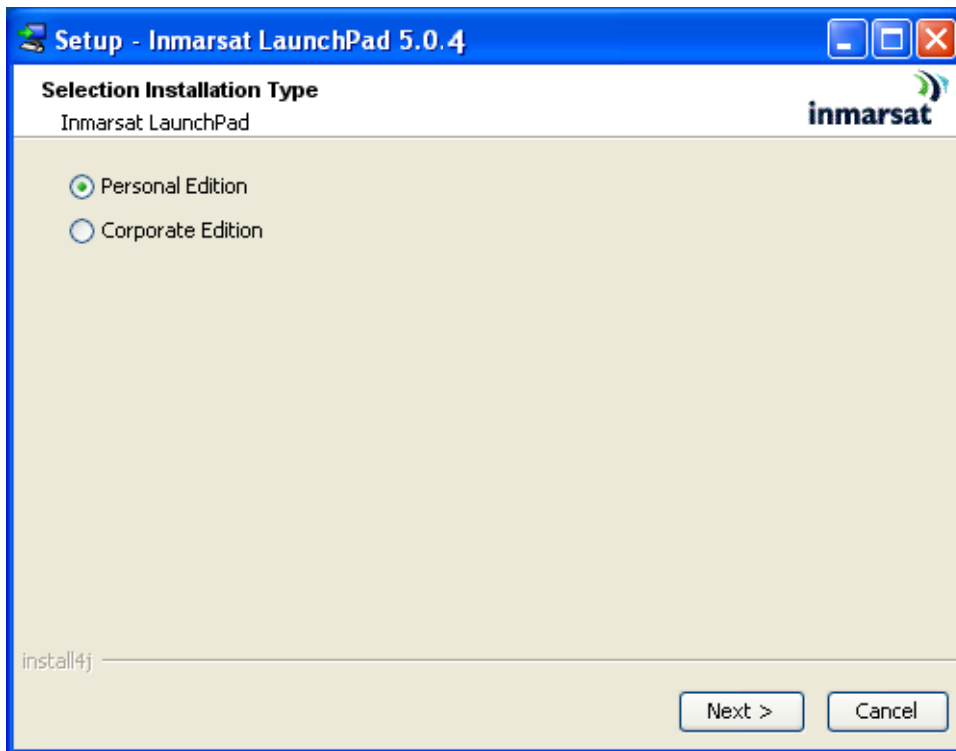 Setup - Inmarsat LaunchPad 5.0.4
Selection Installation Type
Inmarsat LaunchPad
inmarsat
Personal Edition
Corporate Edition
install4j
Next >
Cancel